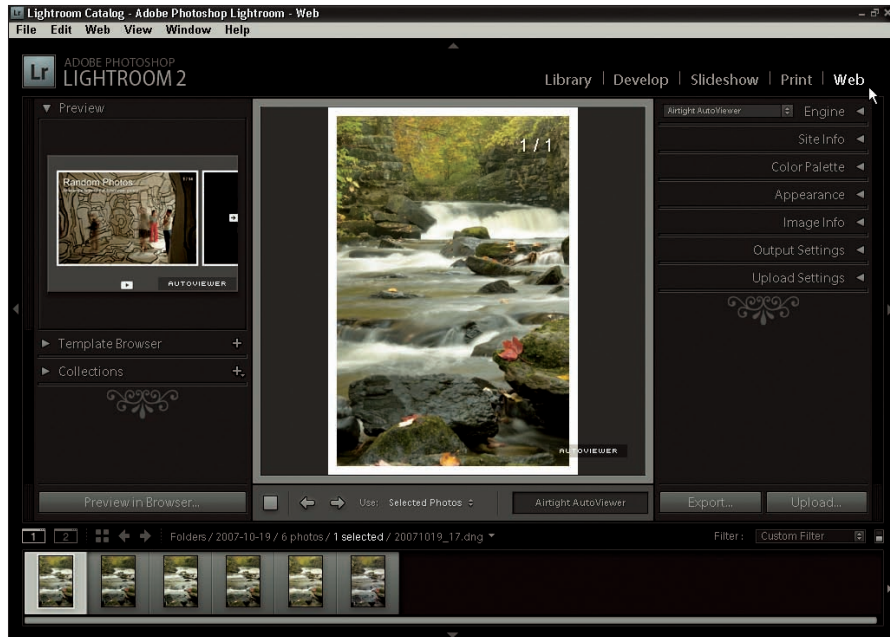 Lightroom Catalog - Adobe Photoshop Lightroom - Web
File Edit Web View Window Help
Lr
ADOBE PHOTOSHOP
LIGHTROOM 2
Library | Develop | Slideshow | Print | Web
Preview
Random Photos
AUTOVIEWER
Template Browser
Collections
Preview in Browser...
1 / 1
AUTOVIEWER
Use: Selected Photos
Airtight AutoViewer
Airtight AutoViewer Engine
Site Info
Color Palette
Appearance
Image Info
Output Settings
Upload Settings
Export... Upload...
1 2 Folders / 2007-10-19 / 6 photos / 1 selected / 20071019_17.dng
Filter: Custom Filter